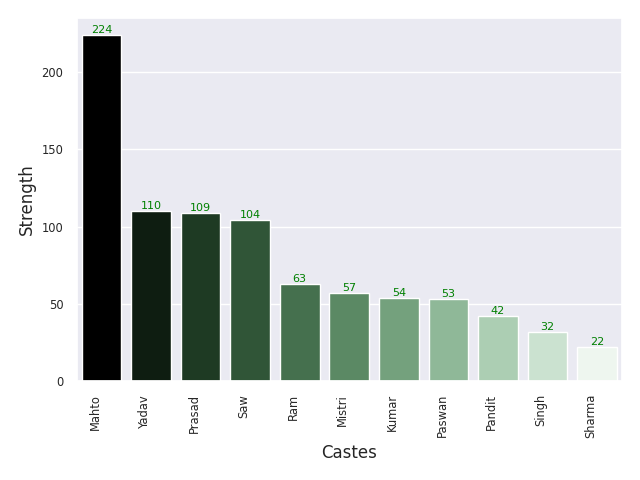 224
200
150
110
109
104
100
63
57
54
53
50
42
32
22
0
Strength
Mahto
Yadav
Prasad
Saw
Ram
Mistri
Kumar
Paswan
Pandit
Singh
Sharma
Castes